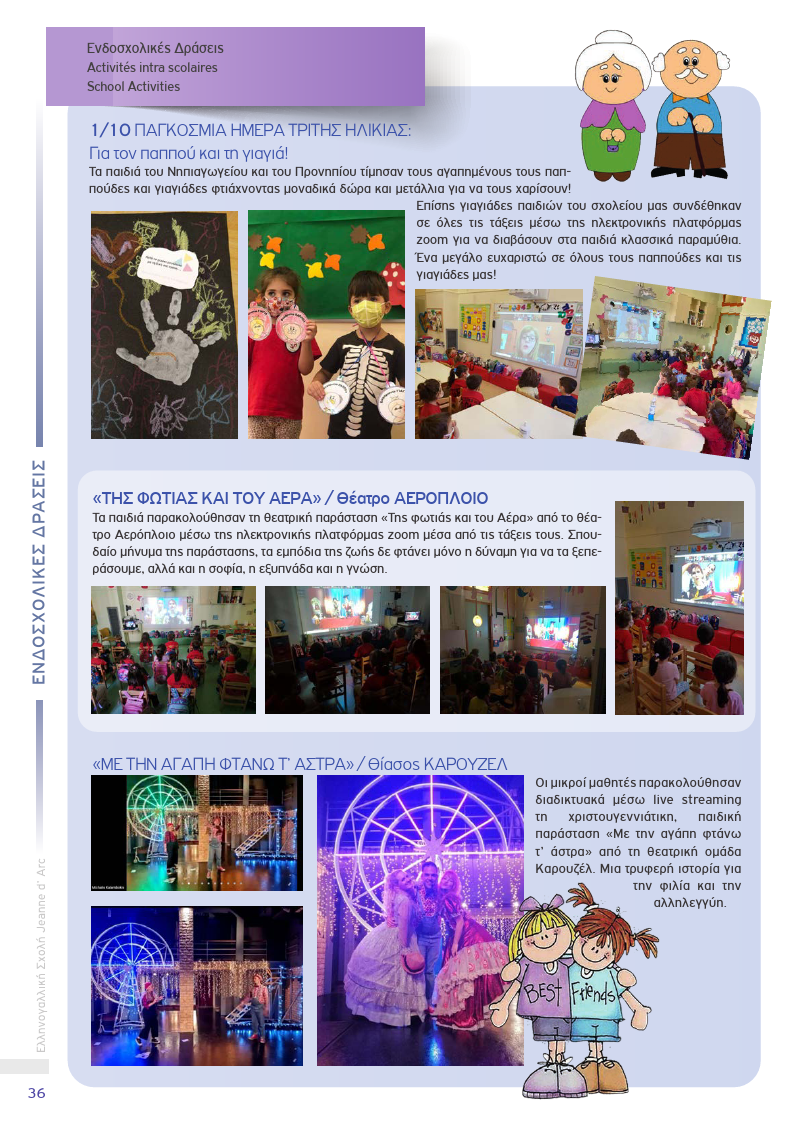 Ενδοσχολικές Δράσεις
Activités intra scolaires
School Activities
1/10 ΠΑΓΚΟΣΜΙΑ ΗΜΕΡΑ ΤΡΙΤΗΣ ΗΛΙΚΙΑΣ:
Για τον παππού και τη γιαγιά!
Τα παιδιά του Νηπιαγωγείου και του Προνηπίου τίμησαν τους αγαπημένους τους παπ-
πούδες και γιαγιάδες φτιάχνοντας μοναδικά δώρα και μετάλλια για να τους χαρίσουν!
Επίσης γιαγιάδες παιδιών του σχολείου μας συνδέθηκαν
σε όλες τις τάξεις μέσω της ηλεκτρονικής πλατφόρμας
zoom για να διαβάσουν στα παιδιά κλασσικά παραμύθια.
Ένα μεγάλο ευχαριστώ σε όλους τους παππούδες και τις
γιαγιάδες μας!
«ΤΗΣ ΦΩΤΙΑΣ ΚΑΙ ΤΟΥ ΑΕΡΑ» / Θέατρο ΑΕΡΟΠΛΟΙΟ
Τα παιδιά παρακολούθησαν τη θεατρική παράσταση «Της φωτιάς και του Αέρα» από το θέα-
τρο Αερόπλοιο μέσω της ηλεκτρονικής πλατφόρμας zoom μέσα από τις τάξεις τους. Σπου-
δαίο μήνυμα της παράστασης, τα εμπόδια της ζωής δε φτάνει μόνο η δύναμη για να τα ξεπε-
ράσουμε, αλλά και η σοφία, η εξυπνάδα και η γνώση.
«ΜΕ ΤΗΝ ΑΓΑΠΗ ΦΤΑΝΩ Τ' ΑΣΤΡΑ» / Θίασος ΚΑΡΟΥΖΕΛ
Οι μικροί μαθητές παρακολούθησαν
διαδικτυακά μέσω live streaming
τη χριστουγεννιάτικη, παιδική
παράσταση «Με την αγάπη φτάνω
τ' άστρα» από τη θεατρική ομάδα
Καρουζέλ. Μια τρυφερή ιστορία για
την φιλία και την
αλληλεγγύη.
BEST Friends
ΕΝΔΟΣΧΟΛΙΚΕΣ ΔΡΑΣΕΙΣ
Ελληνογαλλική Σχολή Jeanne d' Arc
36